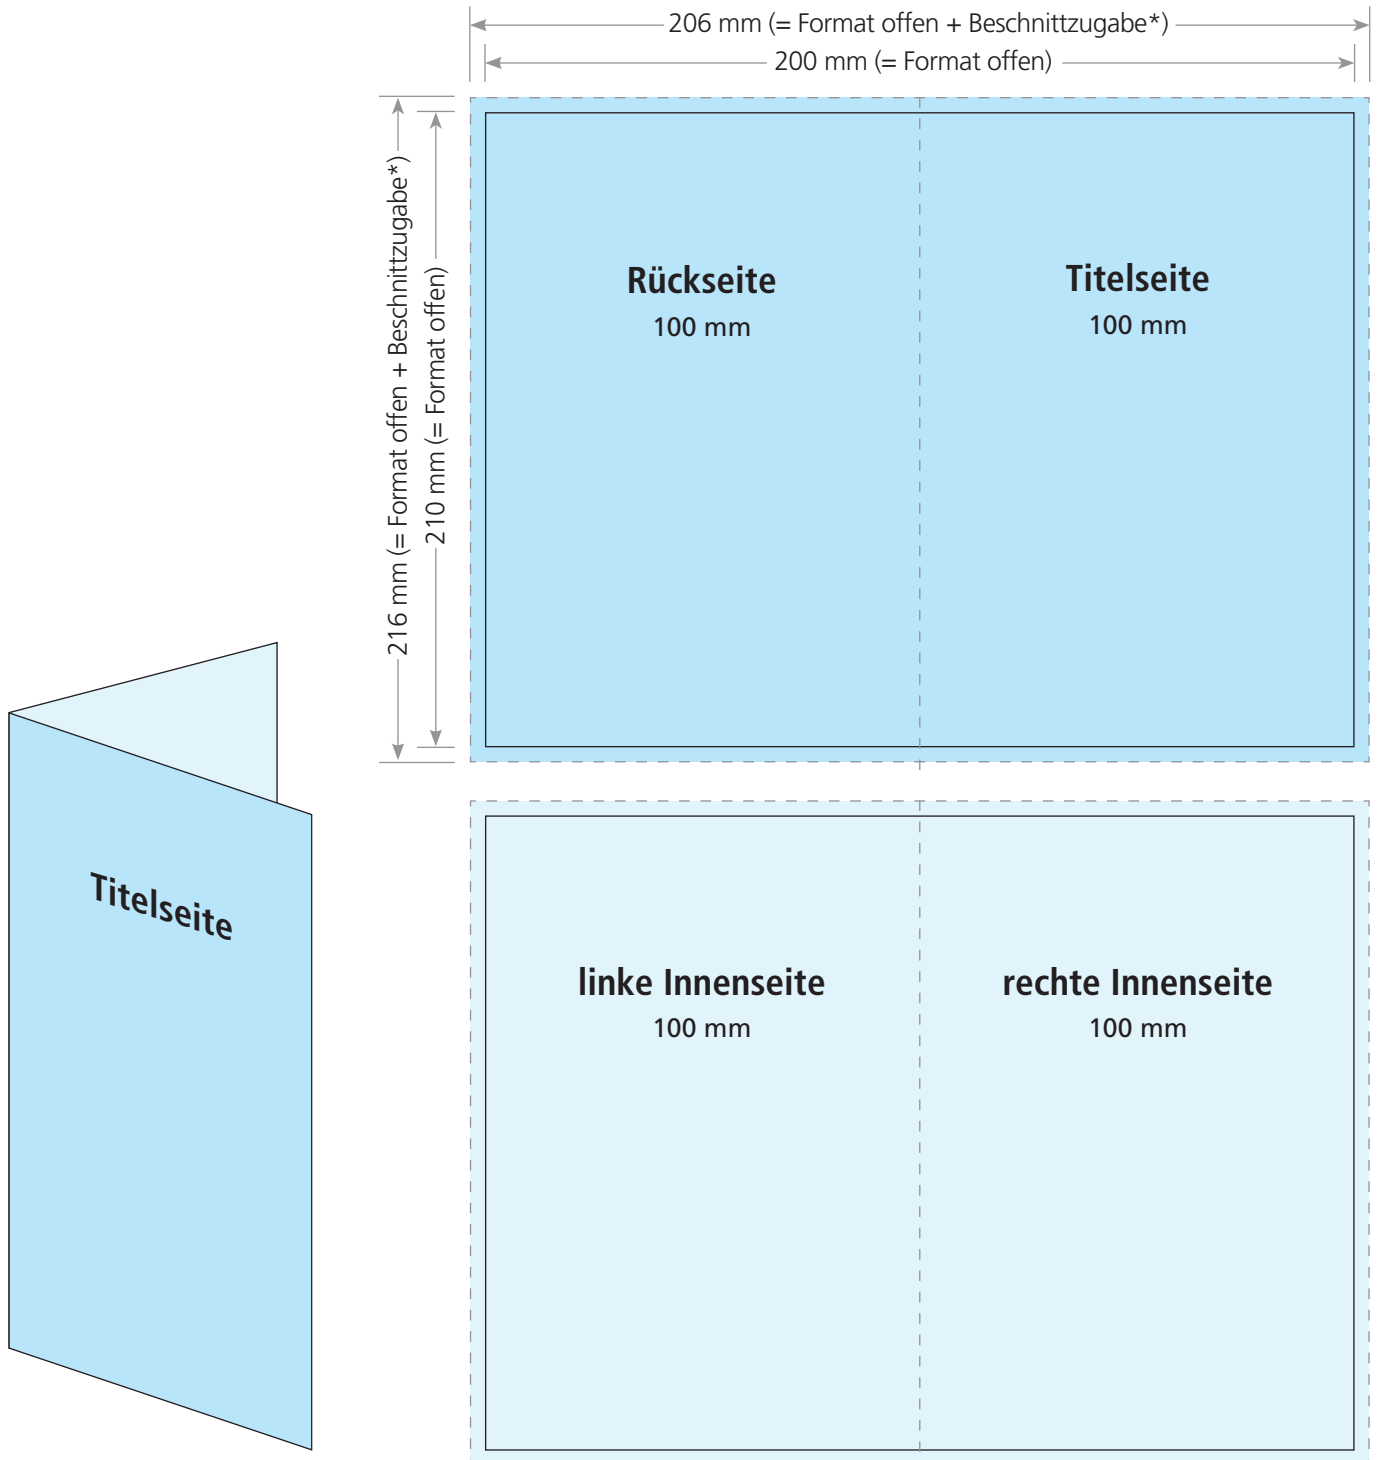 206 mm (= Format offen + Beschnittzugabe*)
200 mm (= Format offen)
216 mm (= Format offen + Beschnittzugabe*)
210 mm (= Format offen)
Rückseite
100 mm
Titelseite
100 mm
Titelseite
linke Innenseite
100 mm
rechte Innenseite
100 mm